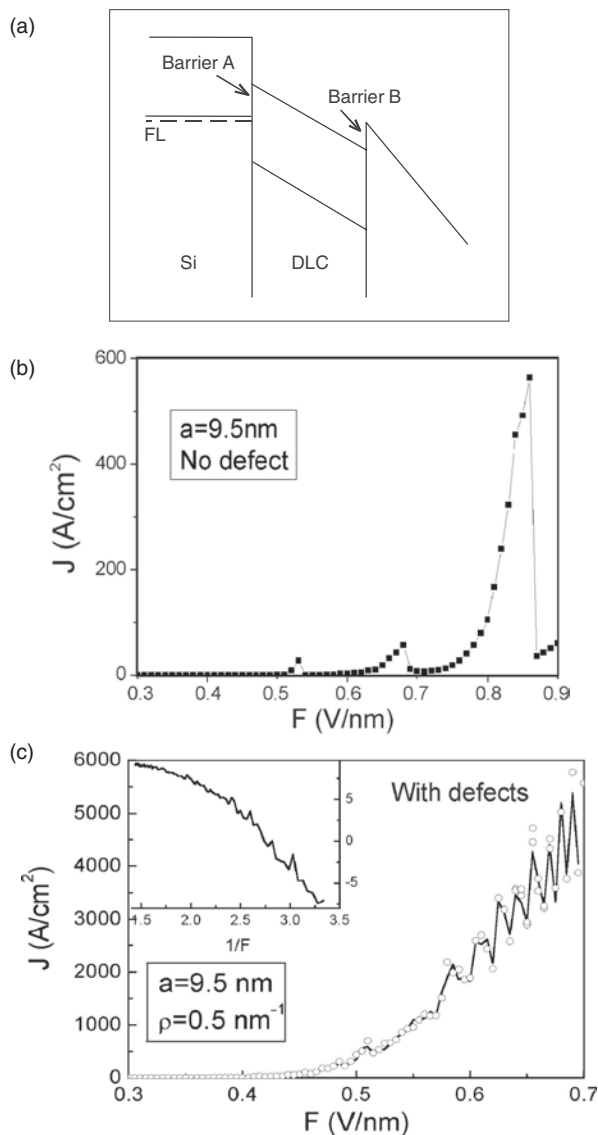 (a)
Barrier A
Barrier B
FL
Si
DLC
(b)
600
400
200
0
J (A/cm²)
a=9.5nm
No defect
0.3 0.4 0.5 0.6 0.7 0.8 0.9
F (V/nm)
(c)
6000
5000
4000
3000
2000
1000
0
J (A/cm²)
With defects
5
0
-5
1.5 2.0 2.5 3.0 3.5
1/F
a=9.5 nm
ρ=0.5 nm⁻¹
0.3 0.4 0.5 0.6 0.7
F (V/nm)